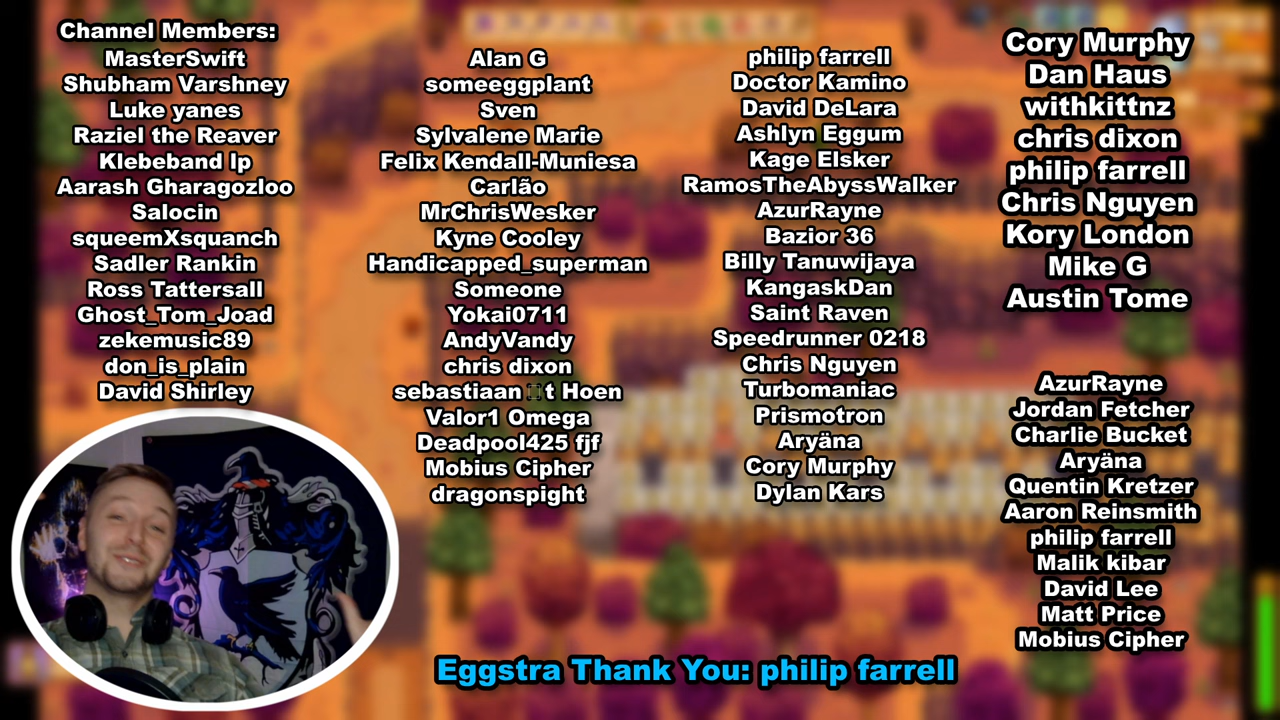 Channel Members:
MasterSwift
Shubham Varshney
Luke yanes
Raziel the Reaver
Klebeband lp
Aarash Gharagozloo
Salocin
squeemXsquanch
Sadler Rankin
Ross Tattersall
Ghost_Tom_Joad
zekemusic89
don_is_plain
David Shirley
Alan G
someeggplant
Sven
Sylvalene Marie
Felix Kendall-Muniesa
Carlão
MrChrisWesker
Kyne Cooley
Handicapped_superman
Someone
Yokai0711
AndyVandy
chris dixon
sebastiaan □t Hoen
Valor1 Omega
Deadpool425 fjf
Mobius Cipher
dragonspight
philip farrell
Doctor Kamino
David DeLara
Ashlyn Eggum
Kage Elsker
RamosTheAbyssWalker
AzurRayne
Bazior 36
Billy Tanuwijaya
KangaskDan
Saint Raven
Speedrunner 0218
Chris Nguyen
Turbomaniac
Prismotron
Aryäna
Cory Murphy
Dylan Kars
Cory Murphy
Dan Haus
withkittnz
chris dixon
philip farrell
Chris Nguyen
Kory London
Mike G
Austin Tome
AzurRayne
Jordan Fetcher
Charlie Bucket
Aryäna
Quentin Kretzer
Aaron Reinsmith
philip farrell
Malik kibar
David Lee
Matt Price
Mobius Cipher
Eggstra Thank You: philip farrell